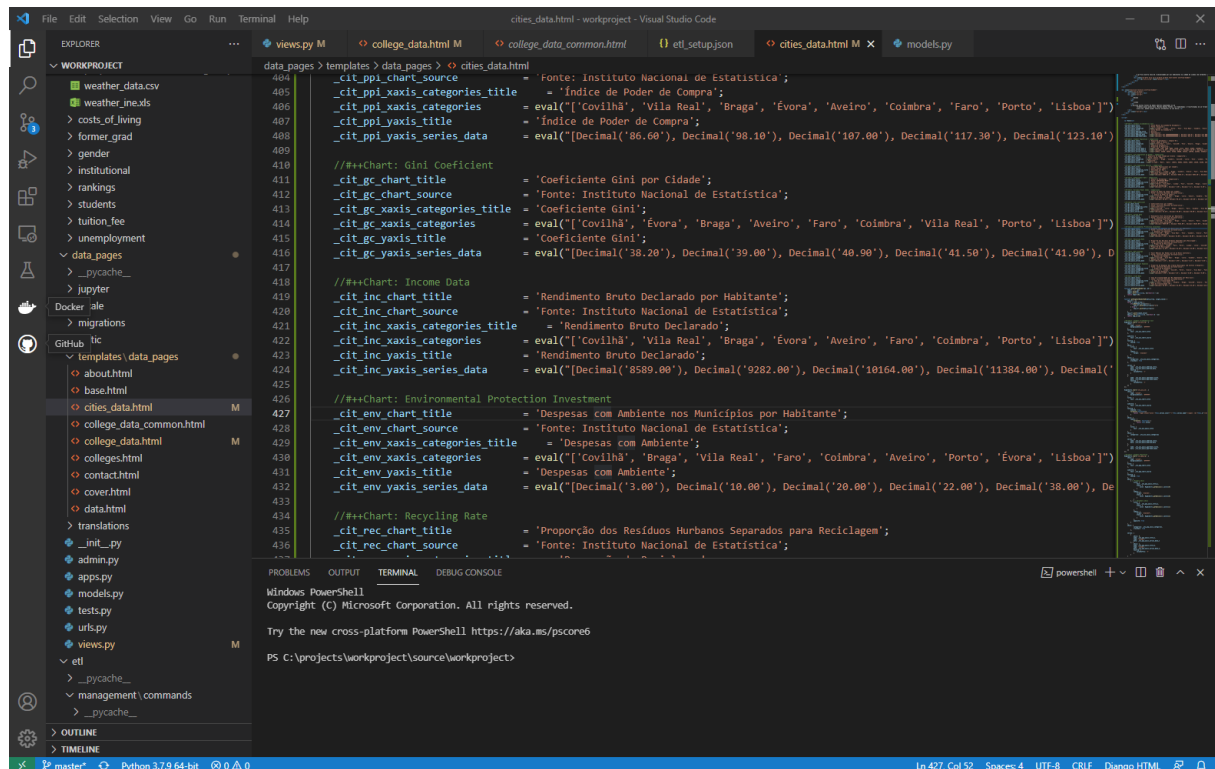 File Edit Selection View Go Run Terminal Help
cities_data.html - workproject - Visual Studio Code
EXPLORER
WORKPROJECT
weather_data.csv
weather_ine.xls
costs_of_living
former_grad
gender
institutional
rankings
students
tuition_fee
unemployment
data_pages
__pycache__
jupyter
Docker ale
migrations
GitHub tic
templates\data_pages
about.html
base.html
cities_data.html M
college_data_common.html
college_data.html M
colleges.html
contact.html
cover.html
data.html
translations
__init__.py
admin.py
apps.py
models.py
tests.py
urls.py
views.py M
etl
__pycache__
management\commands
__pycache__
OUTLINE
TIMELINE
3
views.py M college_data.html M college_data_common.html {} etl_setup.json cities_data.html M models.py
data_pages > templates > data_pages > cities_data.html
404 _cit_ppi_chart_source = 'Fonte: Instituto Nacional de Estatística';
405 _cit_ppi_xaxis_categories_title = 'Índice de Poder de Compra';
406 _cit_ppi_xaxis_categories = eval("['Covilhã', 'Vila Real', 'Braga', 'Évora', 'Aveiro', 'Coimbra', 'Faro', 'Porto', 'Lisboa']")
407 _cit_ppi_yaxis_title = 'Índice de Poder de Compra';
408 _cit_ppi_yaxis_series_data = eval("[Decimal('86.60'), Decimal('98.10'), Decimal('107.00'), Decimal('117.30'), Decimal('123.10')
409
410 //#++Chart: Gini Coeficient
411 _cit_gc_chart_title = 'Coeficiente Gini por Cidade';
412 _cit_gc_chart_source = 'Fonte: Instituto Nacional de Estatística';
413 _cit_gc_xaxis_categories_title = 'Coeficiente Gini';
414 _cit_gc_xaxis_categories = eval("['Covilhã', 'Évora', 'Braga', 'Aveiro', 'Faro', 'Coimbra', 'Vila Real', 'Porto', 'Lisboa']")
415 _cit_gc_yaxis_title = 'Coeficiente Gini';
416 _cit_gc_yaxis_series_data = eval("[Decimal('38.20'), Decimal('39.00'), Decimal('40.90'), Decimal('41.50'), Decimal('41.90'), D
417
418 //#++Chart: Income Data
419 _cit_inc_chart_title = 'Rendimento Bruto Declarado por Habitante';
420 _cit_inc_chart_source = 'Fonte: Instituto Nacional de Estatística';
421 _cit_inc_xaxis_categories_title = 'Rendimento Bruto Declarado';
422 _cit_inc_xaxis_categories = eval("['Covilhã', 'Vila Real', 'Braga', 'Évora', 'Aveiro', 'Faro', 'Coimbra', 'Porto', 'Lisboa']")
423 _cit_inc_yaxis_title = 'Rendimento Bruto Declarado';
424 _cit_inc_yaxis_series_data = eval("[Decimal('8589.00'), Decimal('9282.00'), Decimal('10164.00'), Decimal('11384.00'), Decimal('
425
426 //#++Chart: Environmental Protection Investment
427 _cit_env_chart_title = 'Despesas com Ambiente nos Municípios por Habitante';
428 _cit_env_chart_source = 'Fonte: Instituto Nacional de Estatística';
429 _cit_env_xaxis_categories_title = 'Despesas com Ambiente';
430 _cit_env_xaxis_categories = eval("['Covilhã', 'Braga', 'Vila Real', 'Faro', 'Coimbra', 'Aveiro', 'Porto', 'Évora', 'Lisboa']")
431 _cit_env_yaxis_title = 'Despesas com Ambiente';
432 _cit_env_yaxis_series_data = eval("[Decimal('3.00'), Decimal('10.00'), Decimal('20.00'), Decimal('22.00'), Decimal('38.00'), De
433
434 //#++Chart: Recycling Rate
435 _cit_rec_chart_title = 'Proporção dos Resíduos Hurbanos Separados para Reciclagem';
436 _cit_rec_chart_source = 'Fonte: Instituto Nacional de Estatística';
PROBLEMS OUTPUT TERMINAL DEBUG CONSOLE
powershell
Windows PowerShell
Copyright (C) Microsoft Corporation. All rights reserved.
Try the new cross-platform PowerShell https://aka.ms/pscore6
PS C:\projects\workproject\source\workproject>
master* Python 3.7.9 64-bit 0 0 Ln 427, Col 52 Spaces: 4 UTF-8 CRLF Django HTML